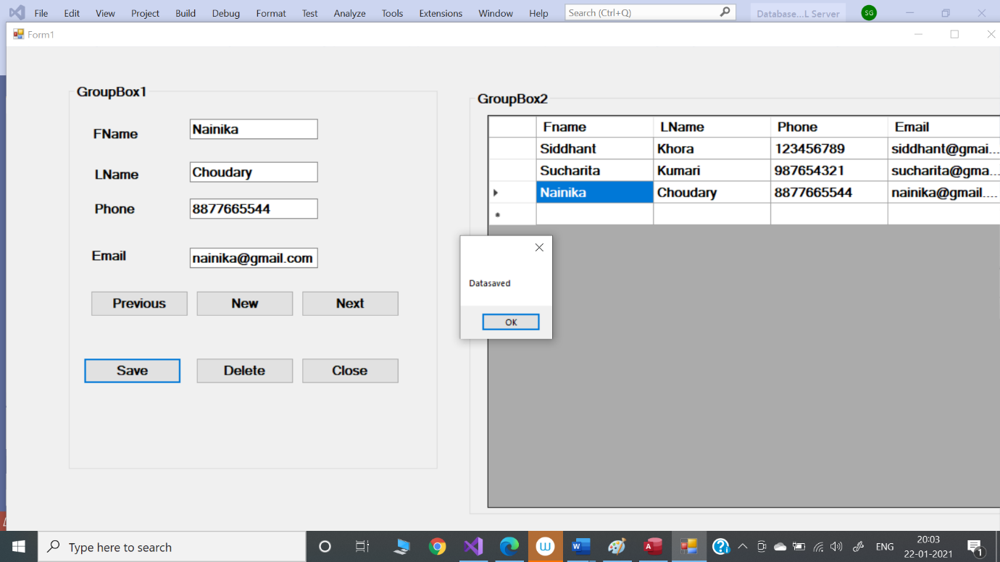 File Edit View Project Build Debug Format Test Analyze Tools Extensions Window Help Search (Ctrl+Q) Database...L Server SG
Form1
GroupBox1
FName Nainika
LName Choudary
Phone 8877665544
Email nainika@gmail.com
Previous New Next
Save Delete Close
GroupBox2
Fname LName Phone Email
Siddhant Khora 123456789 siddhant@gmai...
Sucharita Kumari 987654321 sucharita@gma...
Nainika Choudary 8877665544 nainika@gmail....
Datasaved
OK
Type here to search
ENG
20:03
22-01-2021
1